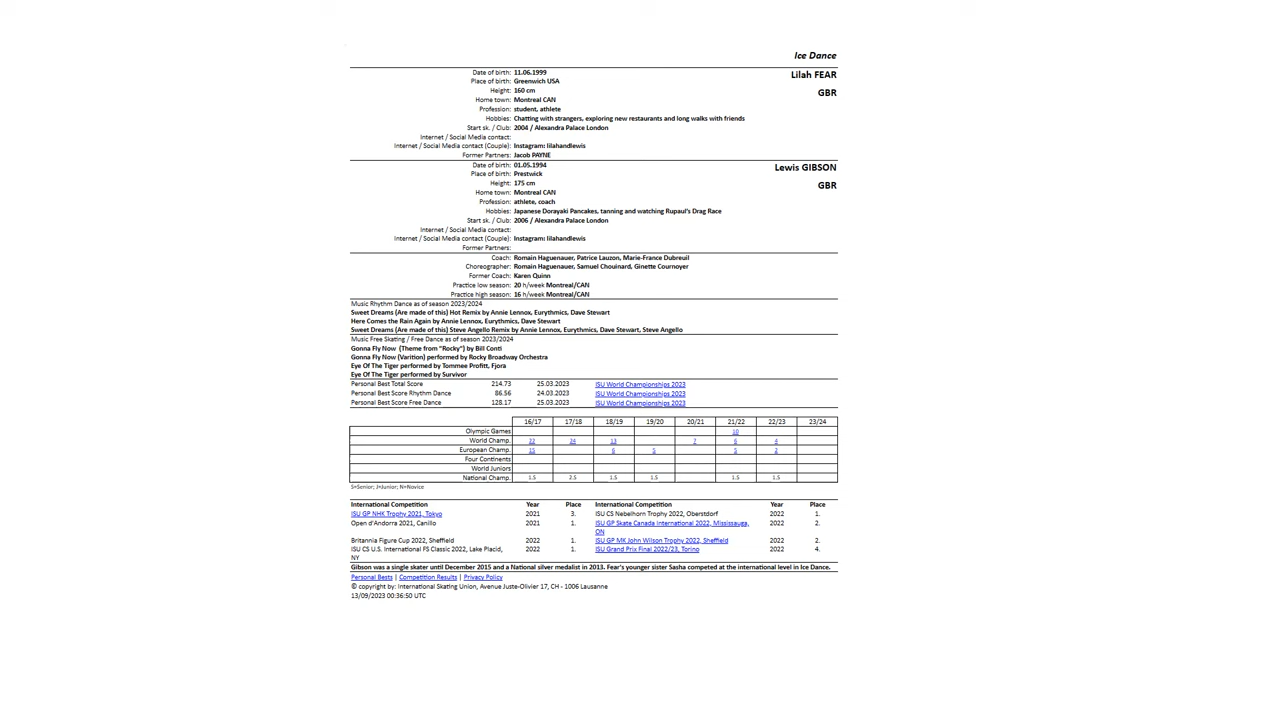 Ice Dance
Date of birth: 11.06.1999 Lilah FEAR
Place of birth: Greenwich USA
Height: 160 cm GBR
Home town: Montreal CAN
Profession: student, athlete
Hobbies: Chatting with strangers, exploring new restaurants and long walks with friends
Start sk. / Club: 2004 / Alexandra Palace London
Internet / Social Media contact:
Internet / Social Media contact (Couple): Instagram: lilahandlewis
Former Partners: Jacob PAYNE
Date of birth: 01.05.1994 Lewis GIBSON
Place of birth: Prestwick
Height: 175 cm GBR
Home town: Montreal CAN
Profession: athlete, coach
Hobbies: Japanese Dorayaki Pancakes, tanning and watching Rupaul's Drag Race
Start sk. / Club: 2006 / Alexandra Palace London
Internet / Social Media contact:
Internet / Social Media contact (Couple): Instagram: lilahandlewis
Former Partners:
Coach: Romain Haguenauer, Patrice Lauzon, Marie-France Dubreuil
Choreographer: Romain Haguenauer, Samuel Chouinard, Ginette Cournoyer
Former Coach: Karen Quinn
Practice low season: 20 h/week Montreal/CAN
Practice high season: 16 h/week Montreal/CAN
Music Rhythm Dance as of season 2023/2024
Sweet Dreams (Are made of this) Hot Remix by Annie Lennox, Eurythmics, Dave Stewart
Here Comes the Rain Again by Annie Lennox, Eurythmics, Dave Stewart
Sweet Dreams (Are made of this) Steve Angello Remix by Annie Lennox, Eurythmics, Dave Stewart, Steve Angello
Music Free Skating / Free Dance as of season 2023/2024
Gonna Fly Now (Theme from "Rocky") by Bill Conti
Gonna Fly Now (Varition) performed by Rocky Broadway Orchestra
Eye Of The Tiger by Tommee Profitt, Fjora
Eye Of The Tiger performed by Survivor
Personal Best Total Score 214.73 25.03.2023 ISU World Championships 2023
Personal Best Score Rhythm Dance 86.56 24.03.2023 ISU World Championships 2023
Personal Best Score Free Dance 128.17 25.03.2023 ISU World Championships 2023
16/17 17/18 18/19 19/20 20/21 21/22 22/23 23/24
Olympic Games 10
World Champ. 22 24 13 7 6 4
European Champ. 15 6 5 5 2
Four Continents
World Juniors
National Champ. 1.S 2.S 1.S 1.S 1.S 1.S
S=Senior; J=Junior; N=Novice
International Competition Year Place International Competition Year Place
ISU GP NHK Trophy 2021, Tokyo 2021 3. ISU CS Nebelhorn Trophy 2022, Oberstdorf 2022 1.
Open d'Andorra 2021, Canillo 2021 1. ISU GP Skate Canada International 2022, Mississauga, 2022 2.
ON
Britannia Figure Cup 2022, Sheffield 2022 1. ISU GP MK John Wilson Trophy 2022, Sheffield 2022 2.
ISU CS U.S. International FS Classic 2022, Lake Placid, 2022 1. ISU Grand Prix Final 2022/23, Torino 2022 4.
NY
Gibson was a single skater until December 2015 and a National silver medalist in 2013. Fear's younger sister Sasha competed at the international level in Ice Dance.
Personal Bests | Competition Results | Privacy Policy
© copyright by: International Skating Union, Avenue Juste-Olivier 17, CH - 1006 Lausanne
13/09/2023 00:36:50 UTC